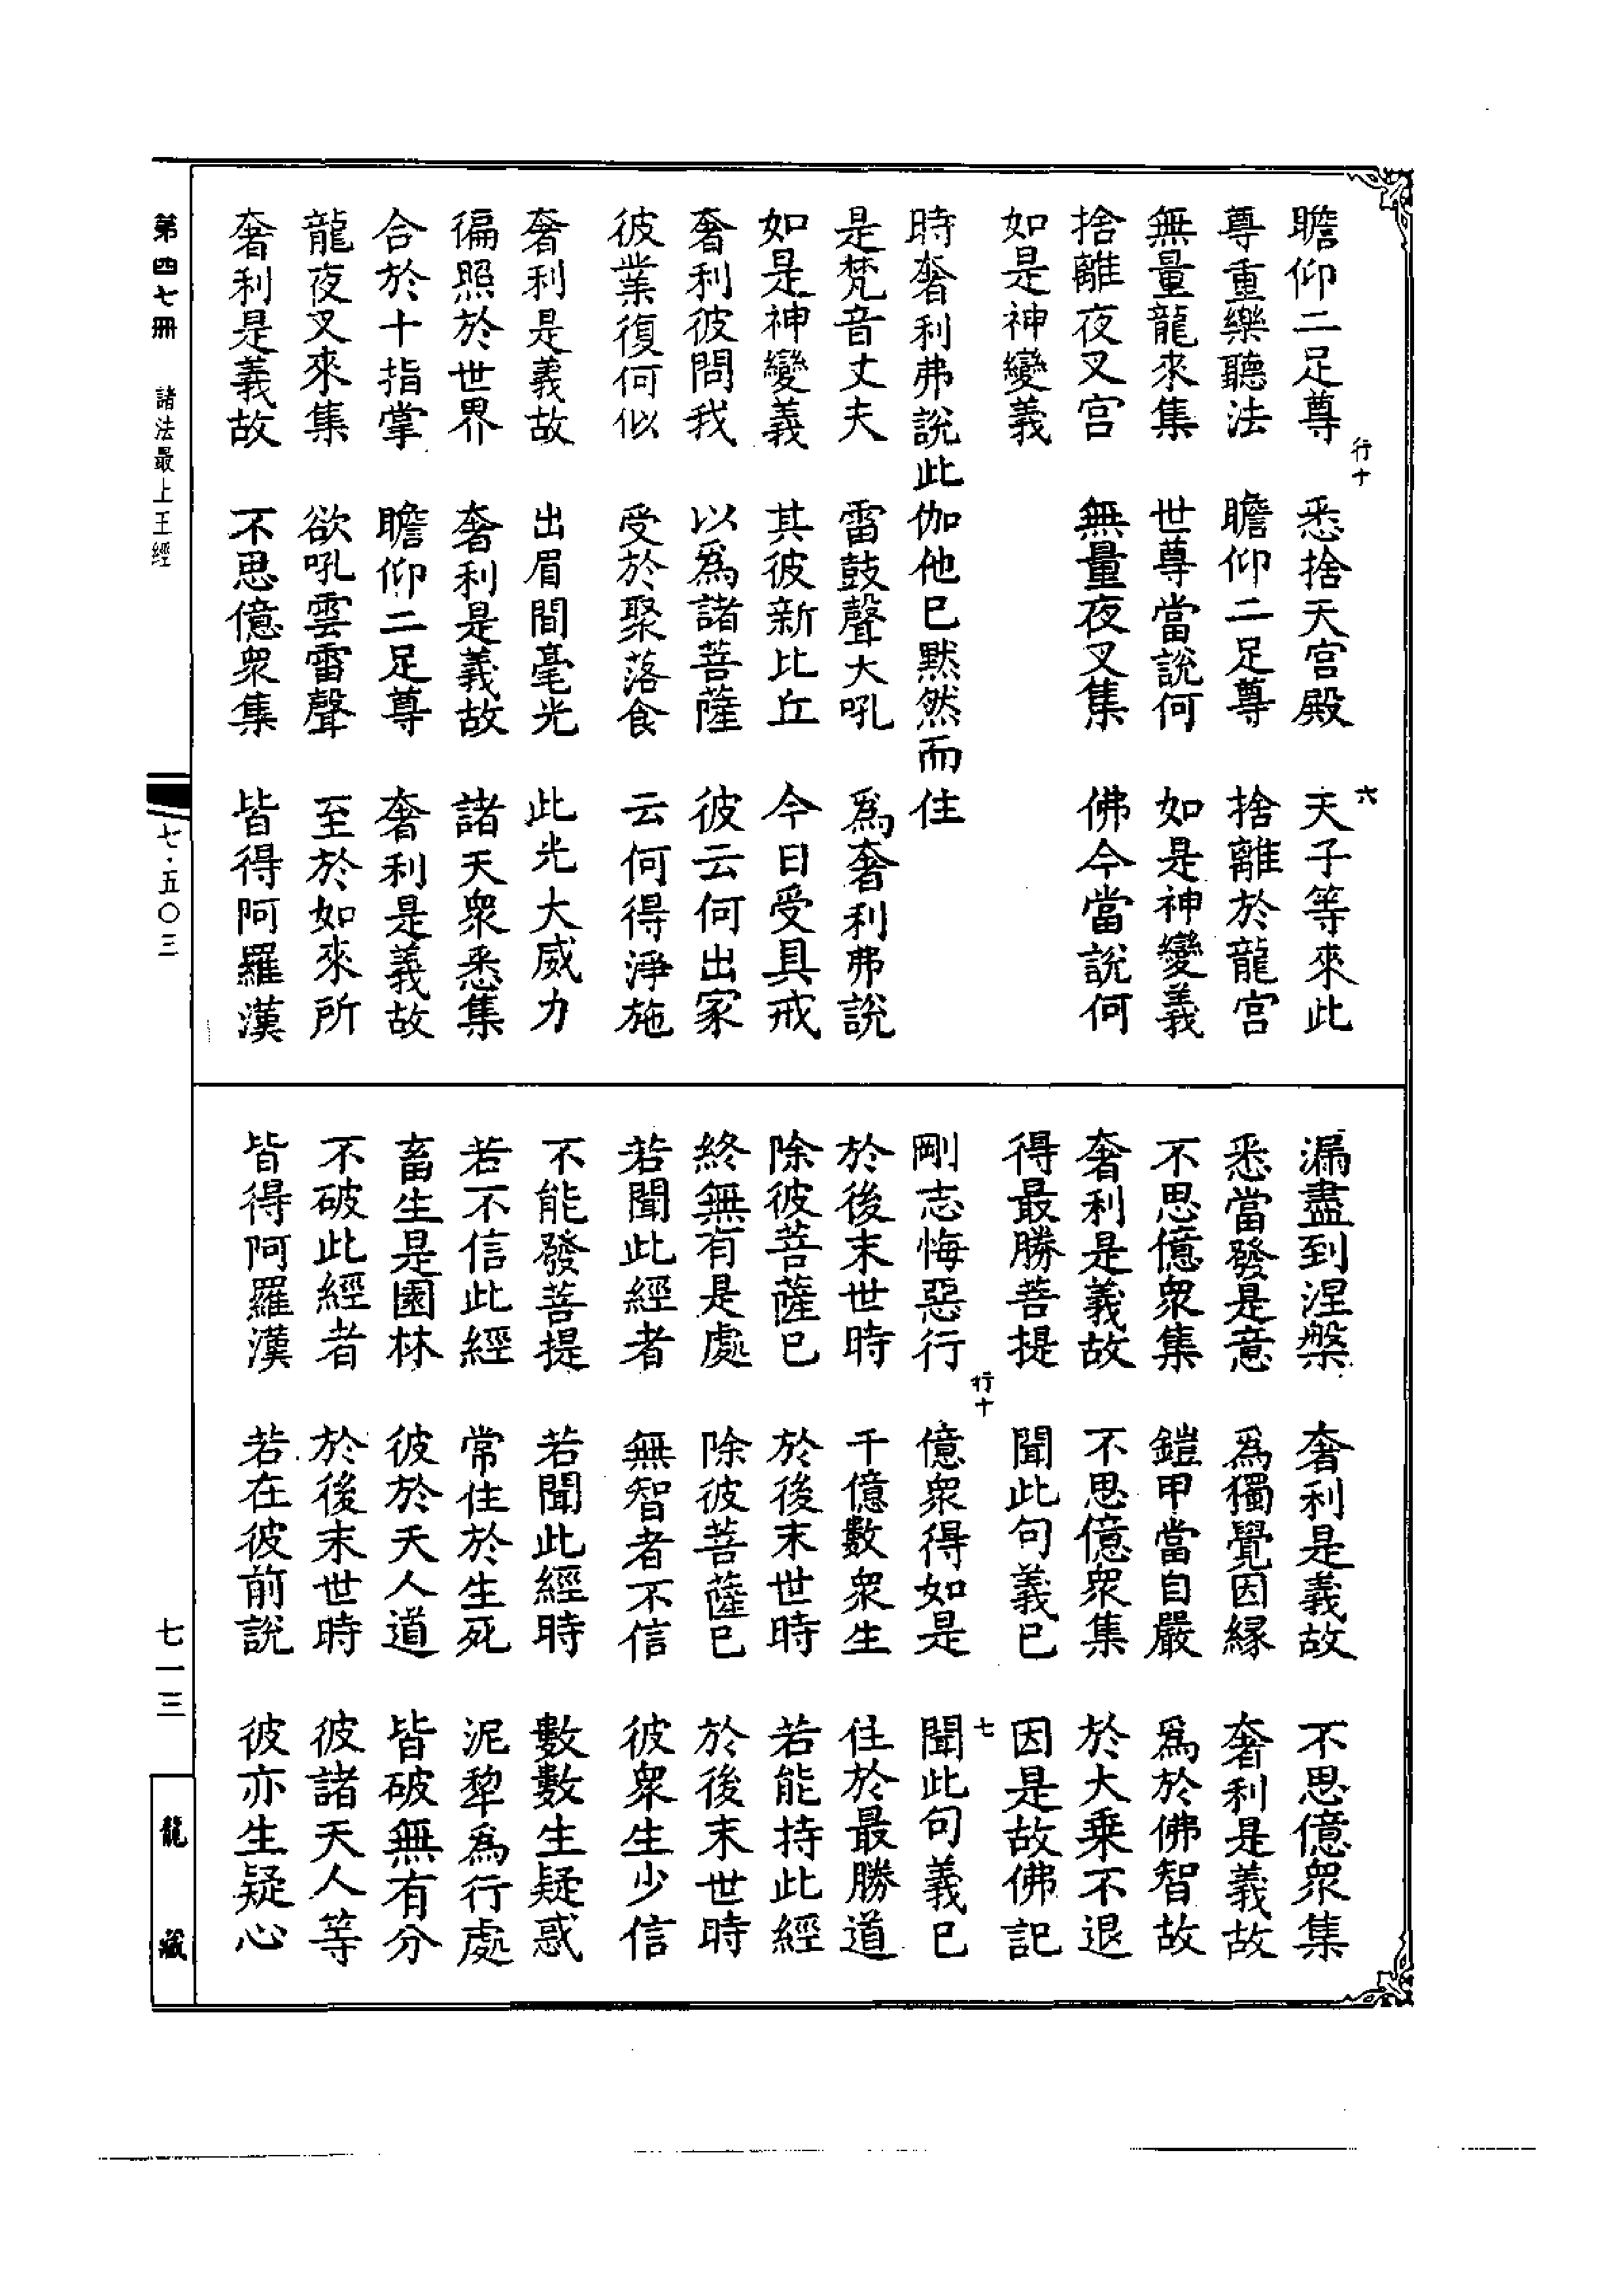 瞻仰二足尊　悉捨天宫殿　天子等來此
行十　六
尊重樂聽法　瞻仰二足尊　捨離於龍宫
無量龍來集　世尊當說何　如是神變義
捨離夜叉宫　無量夜叉集　佛今當說何
如是神變義
時奢利弗說此伽他已默然而住
是梵音丈夫　雷鼓聲大吼　爲奢利弗說
如是神變義　其彼新比丘　今日受具戒
奢利彼問我　以爲諸菩薩　彼云何出家
彼業復何似　受於聚落食　云何得淨施
奢利是義故　出眉間毫光　此光大威力
徧照於世界　奢利是義故　諸天眾悉集
合於十指掌　瞻仰二足尊　奢利是義故
龍夜叉來集　欲吼雲雷聲　至於如來所
奢利是義故　不思億眾集　皆得阿羅漢
漏盡到涅槃　奢利是義故　不思億眾集
悉當發是意　爲獨覺因縁　奢利是義故
不思億眾集　鎧甲當自嚴　爲於佛智故
奢利是義故　不思億眾集　於大乗不退
得最勝菩提　聞此句義已　因是故佛記
行十　七
剛志悔惡行　億眾得如是　聞此句義已
於後末世時　千億數眾生　住於最勝道
除彼菩薩已　於後末世時　若能持此經
終無有是處　除彼菩薩已　於後末世時
若聞此經者　無智者不信　彼眾生少信
不能發菩提　若聞此經時　數數生疑惑
若不信此經　常住於生死　泥犂爲行處
畜生是園林　彼於天人道　皆破無有分
不破此經者　於後末世時　彼諸天人等
皆得阿羅漢　若在彼前說　彼亦生疑心
第四七冊　諸法最上王經　七·五〇三　七一三　龍藏